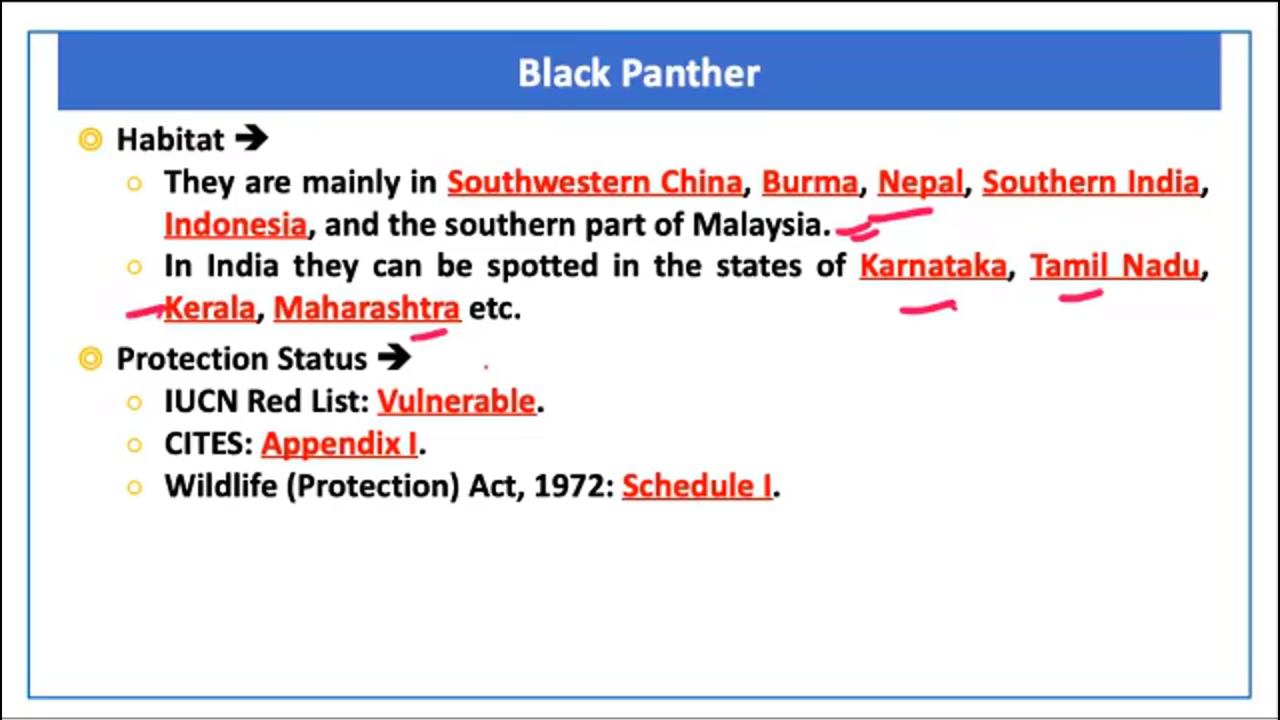 Black Panther
Habitat ➔
They are mainly in Southwestern China, Burma, Nepal, Southern India,
Indonesia, and the southern part of Malaysia.
In India they can be spotted in the states of Karnataka, Tamil Nadu,
Kerala, Maharashtra etc.
Protection Status ➔
IUCN Red List: Vulnerable.
CITES: Appendix I.
Wildlife (Protection) Act, 1972: Schedule I.